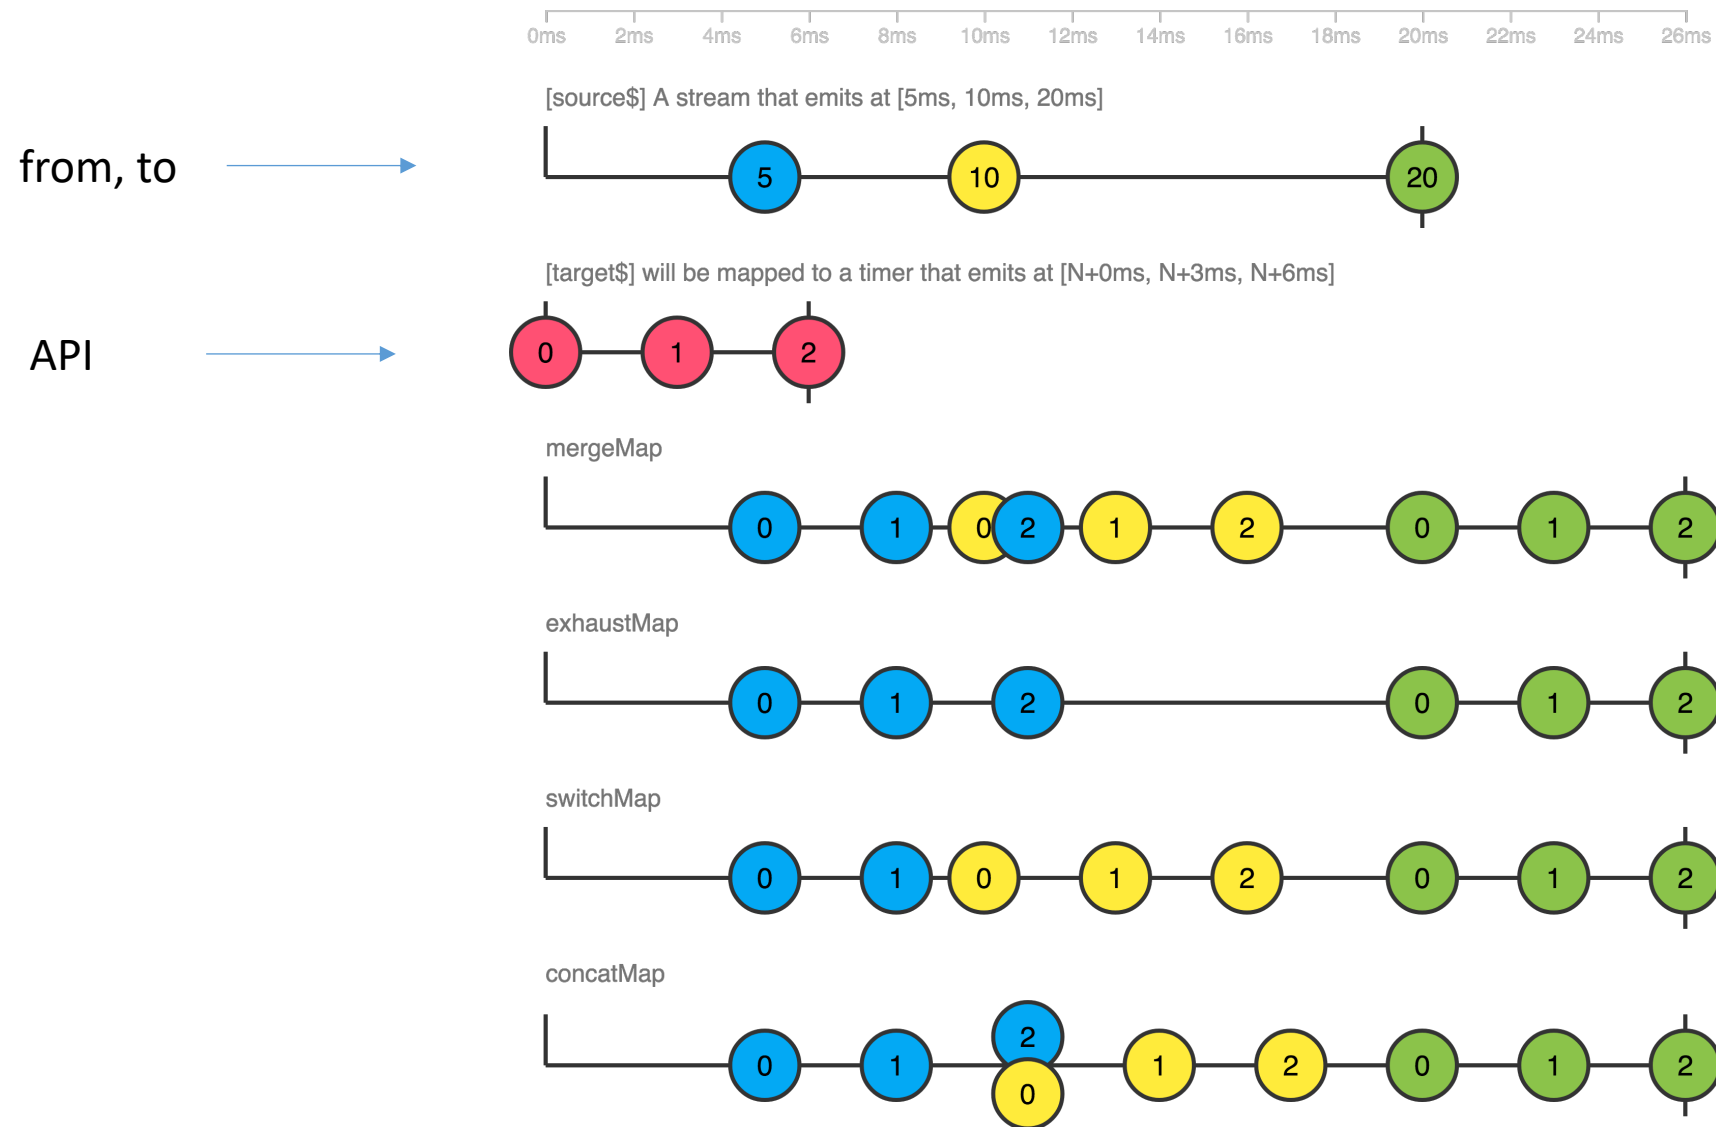 0ms 2ms 4ms 6ms 8ms 10ms 12ms 14ms 16ms 18ms 20ms 22ms 24ms 26ms
[source$] A stream that emits at [5ms, 10ms, 20ms]
from, to
5 10 20
[target$] will be mapped to a timer that emits at [N+0ms, N+3ms, N+6ms]
API
0 1 2
mergeMap
0 1 0 2 1 2 0 1 2
exhaustMap
0 1 2 0 1 2
switchMap
0 1 0 1 2 0 1 2
concatMap
2
0 1 1 2 0 1 2
0